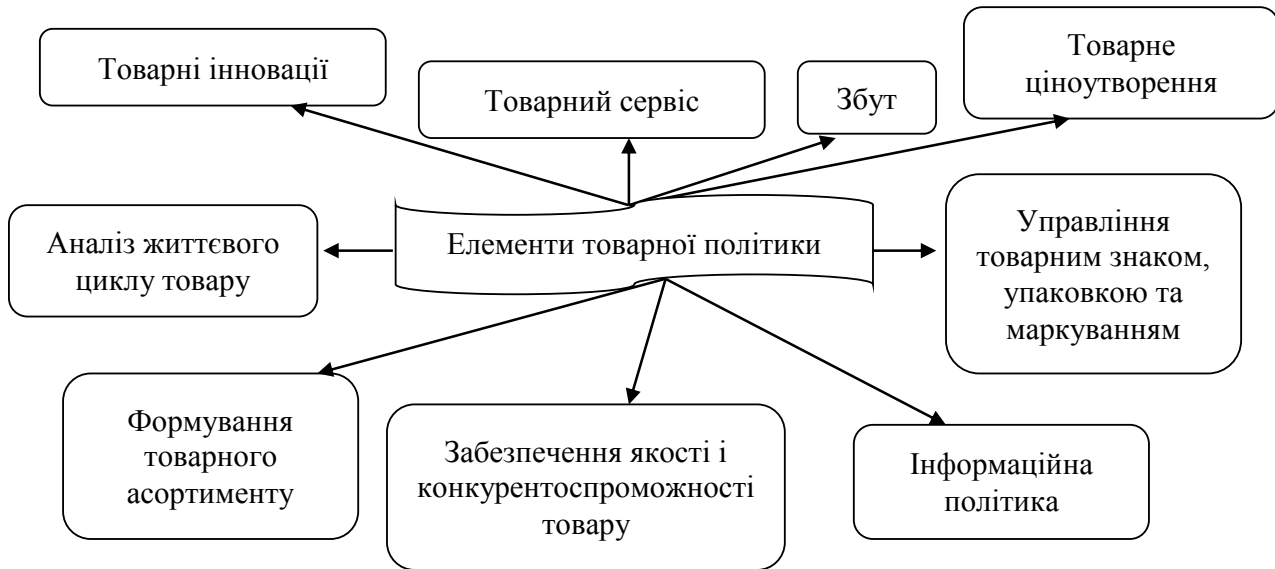 Товарні інновації
Товарний сервіс
Збут
Товарне
ціноутворення
Аналіз життєвого
циклу товару
Елементи товарної політики
Управління
товарним знаком,
упаковкою та
маркуванням
Формування
товарного
асортименту
Забезпечення якості і
конкурентоспроможності
товару
Інформаційна
політика